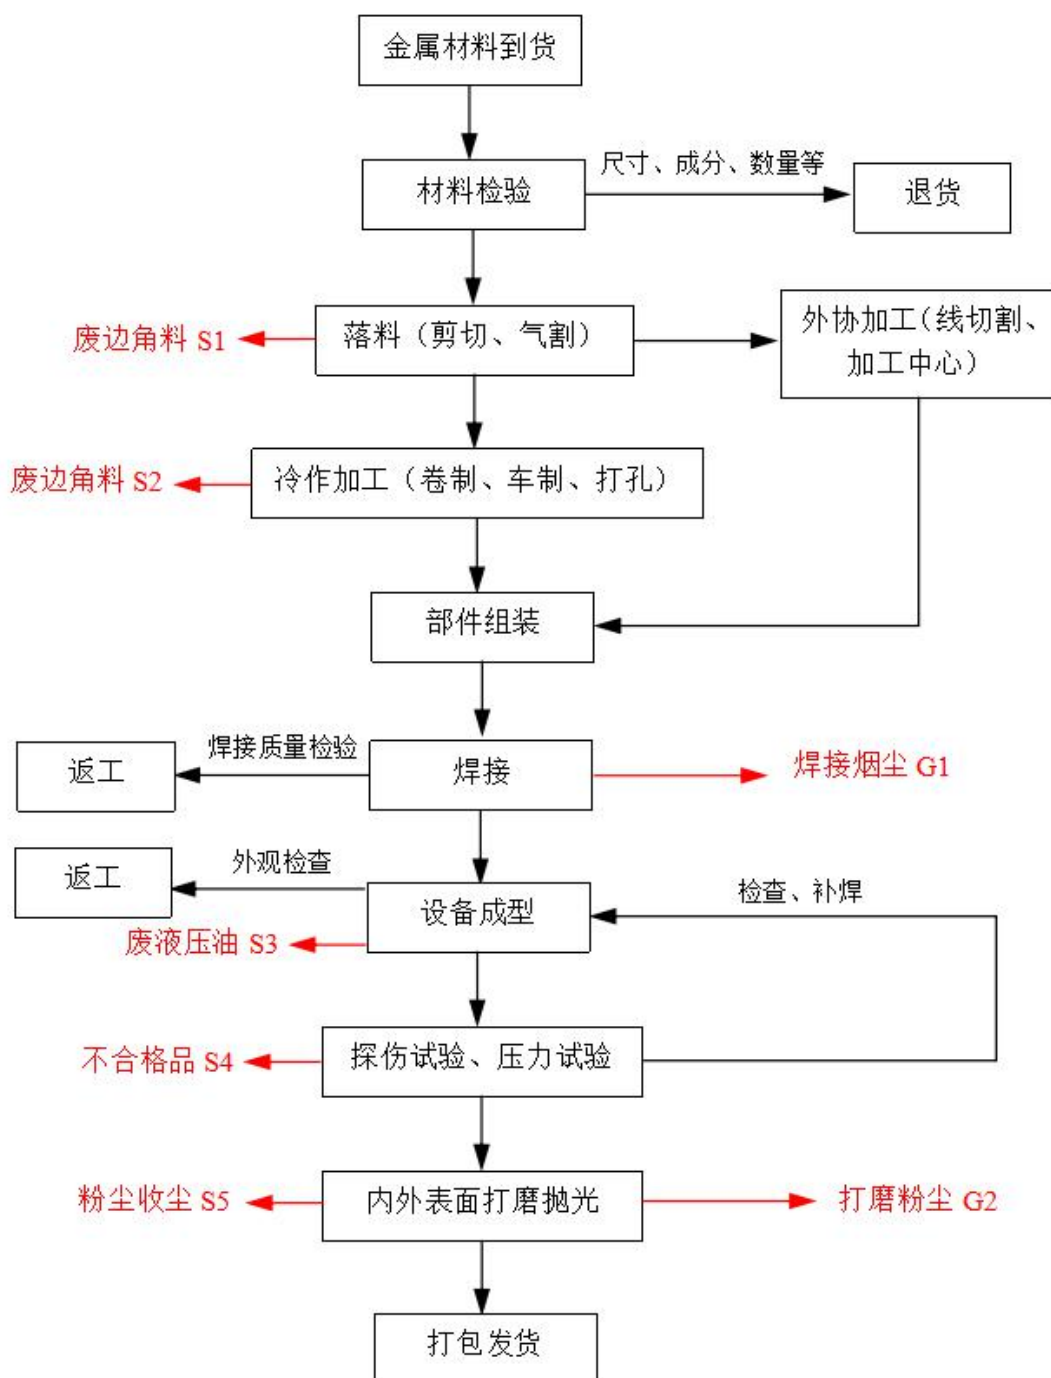 金属材料到货
材料检验
尺寸、成分、数量等
退货
废边角料 S1
落料（剪切、气割）
外协加工（线切割、
加工中心）
废边角料 S2
冷作加工（卷制、车制、打孔）
部件组装
返工
焊接质量检验
焊接
焊接烟尘 G1
返工
外观检查
设备成型
检查、补焊
废液压油 S3
不合格品 S4
探伤试验、压力试验
粉尘收尘 S5
内外表面打磨抛光
打磨粉尘 G2
打包发货